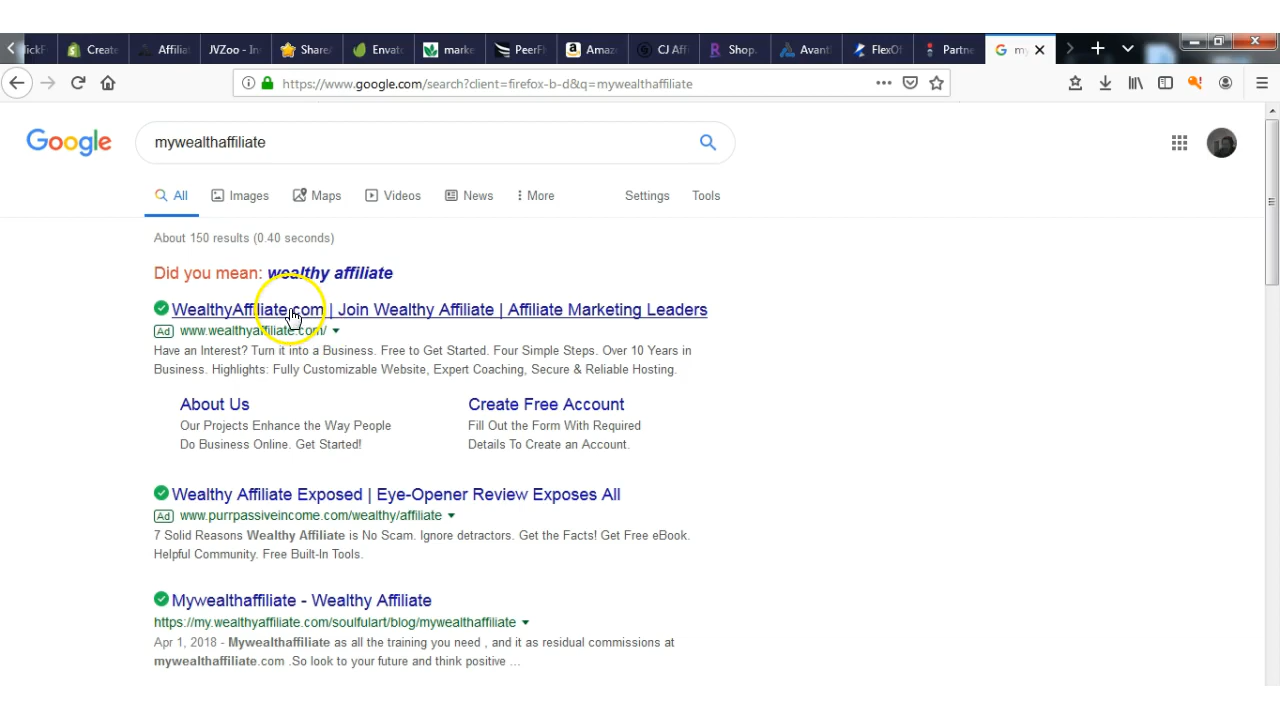 ickF Create Affilia JVZoo - In Share Envato marke PeerFl Amaz CJ Aff Shop. Avant FlexOf Partne my
https://www.google.com/search?client=firefox-b-d&q=mywealthaffiliate
Google mywealthaffiliate
All Images Maps Videos News More Settings Tools
About 150 results (0.40 seconds)
Did you mean: wealthy affiliate
WealthyAffiliate.com | Join Wealthy Affiliate | Affiliate Marketing Leaders
Ad www.wealthyaffiliate.com/
Have an Interest? Turn it into a Business. Free to Get Started. Four Simple Steps. Over 10 Years in
Business. Highlights: Fully Customizable Website, Expert Coaching, Secure & Reliable Hosting.
About Us
Our Projects Enhance the Way People
Do Business Online. Get Started!
Create Free Account
Fill Out the Form With Required
Details To Create an Account.
Wealthy Affiliate Exposed | Eye-Opener Review Exposes All
Ad www.purrpassiveincome.com/wealthy/affiliate
7 Solid Reasons Wealthy Affiliate is No Scam. Ignore detractors. Get the Facts! Get Free eBook.
Helpful Community. Free Built-In Tools.
Mywealthaffiliate - Wealthy Affiliate
https://my.wealthyaffiliate.com/soulfulart/blog/mywealthaffiliate
Apr 1, 2018 - Mywealthaffiliate as all the training you need , and it as residual commissions at
mywealthaffiliate.com .So look to your future and think positive ...